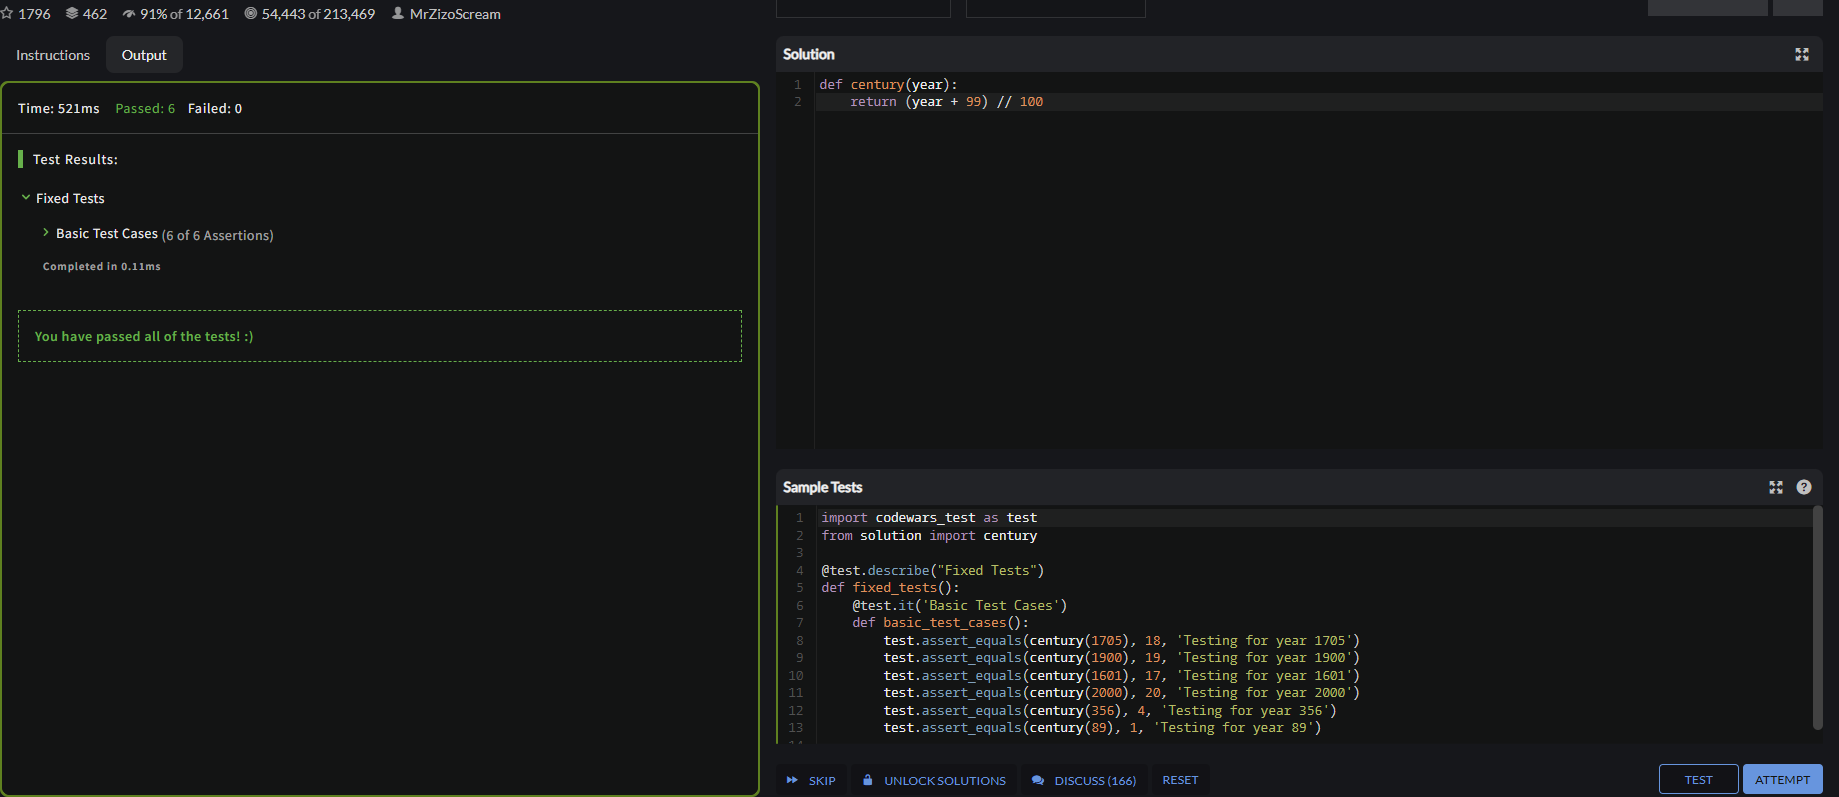 1796 462 91% of 12,661 54,443 of 213,469 MrZizoScream
Instructions Output
Time: 521ms Passed: 6 Failed: 0
Test Results:
Fixed Tests
Basic Test Cases (6 of 6 Assertions)
Completed in 0.11ms
You have passed all of the tests! :)
Solution
1 def century(year):
2     return (year + 99) // 100
Sample Tests
1 import codewars_test as test
2 from solution import century
3
4 @test.describe("Fixed Tests")
5 def fixed_tests():
6     @test.it('Basic Test Cases')
7     def basic_test_cases():
8         test.assert_equals(century(1705), 18, 'Testing for year 1705')
9         test.assert_equals(century(1900), 19, 'Testing for year 1900')
10         test.assert_equals(century(1601), 17, 'Testing for year 1601')
11         test.assert_equals(century(2000), 20, 'Testing for year 2000')
12         test.assert_equals(century(356), 4, 'Testing for year 356')
13         test.assert_equals(century(89), 1, 'Testing for year 89')
SKIP UNLOCK SOLUTIONS DISCUSS (166) RESET TEST ATTEMPT